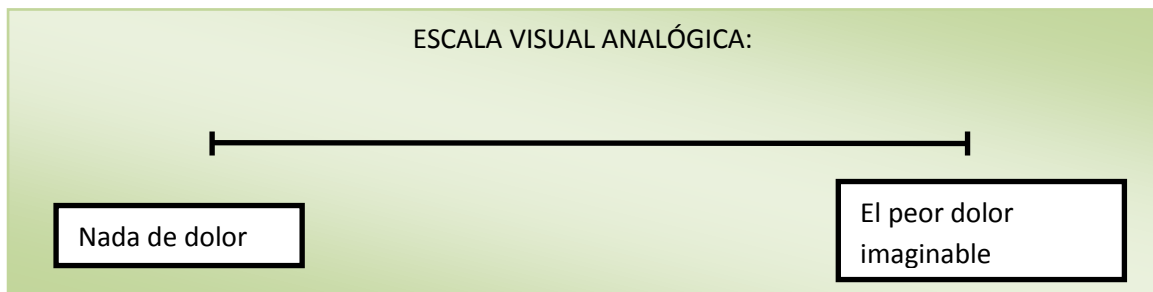 ESCALA VISUAL ANALÓGICA:
Nada de dolor
El peor dolor
imaginable